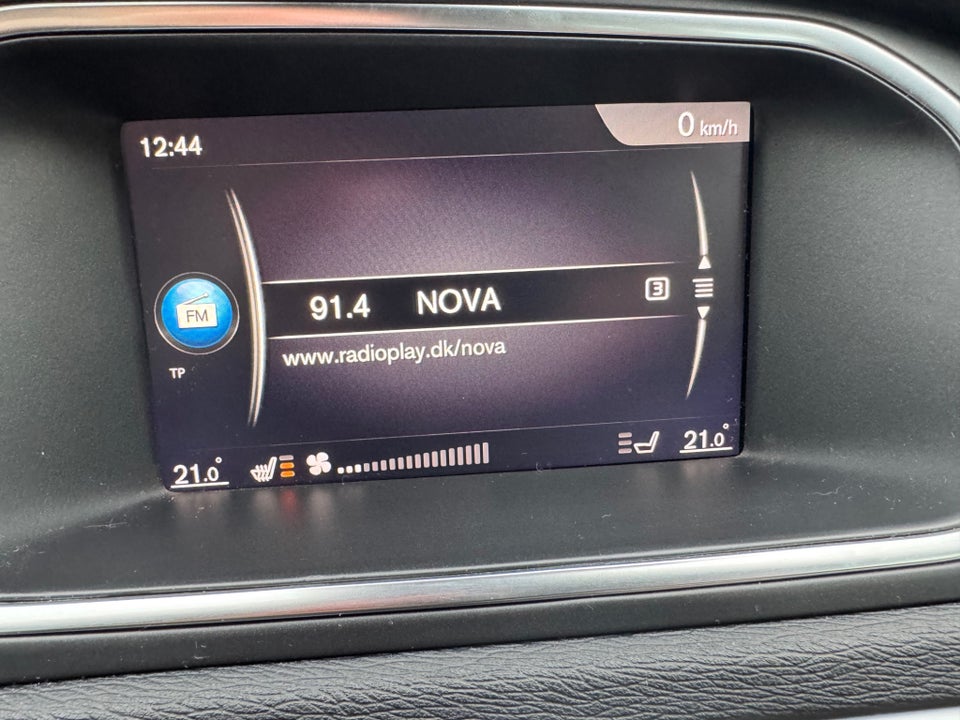 12:44
0 km/h
91.4 NOVA 3
FM
www.radioplay.dk/nova
TP
21.0° 21.0°